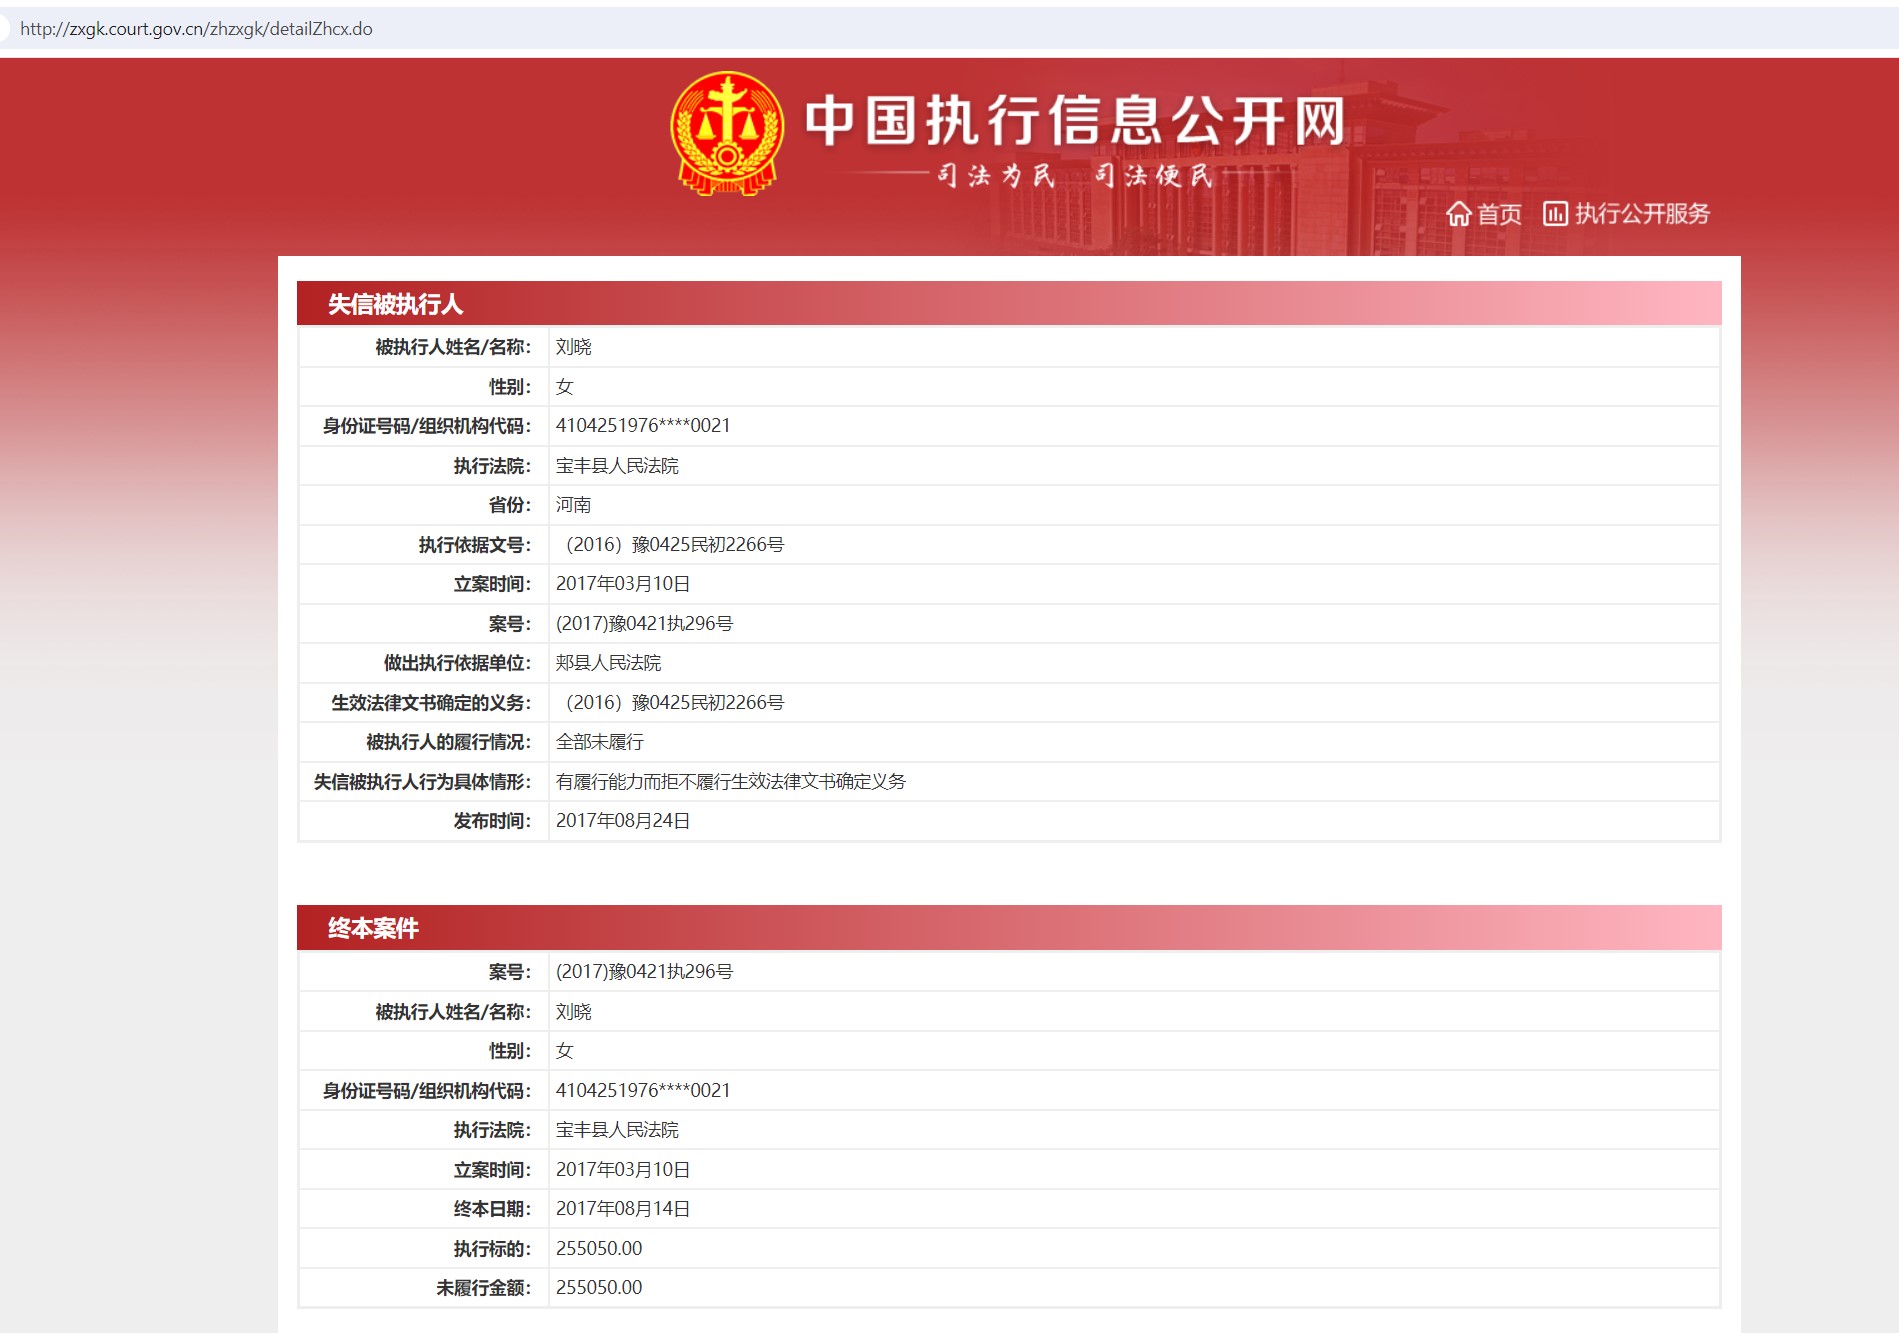 http://zxgk.court.gov.cn/zhzxgk/detailZhcx.do
中国执行信息公开网
司法为民 司法便民
首页 执行公开服务
失信被执行人
被执行人姓名/名称： 刘晓
性别： 女
身份证号码/组织机构代码： 4104251976****0021
执行法院： 宝丰县人民法院
省份： 河南
执行依据文号： （2016）豫0425民初2266号
立案时间： 2017年03月10日
案号： (2017)豫0421执296号
做出执行依据单位： 郏县人民法院
生效法律文书确定的义务： （2016）豫0425民初2266号
被执行人的履行情况： 全部未履行
失信被执行人行为具体情形： 有履行能力而拒不履行生效法律文书确定义务
发布时间： 2017年08月24日
终本案件
案号： (2017)豫0421执296号
被执行人姓名/名称： 刘晓
性别： 女
身份证号码/组织机构代码： 4104251976****0021
执行法院： 宝丰县人民法院
立案时间： 2017年03月10日
终本日期： 2017年08月14日
执行标的： 255050.00
未履行金额： 255050.00